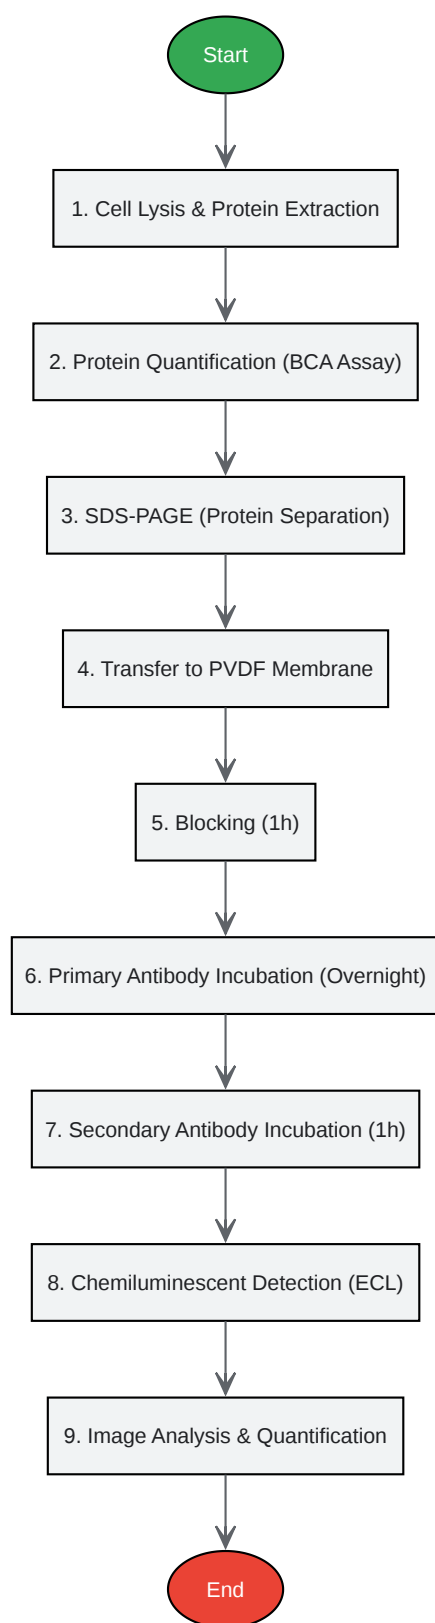 Start
1. Cell Lysis & Protein Extraction
2. Protein Quantification (BCA Assay)
3. SDS-PAGE (Protein Separation)
4. Transfer to PVDF Membrane
5. Blocking (1h)
6. Primary Antibody Incubation (Overnight)
7. Secondary Antibody Incubation (1h)
8. Chemiluminescent Detection (ECL)
9. Image Analysis & Quantification
End